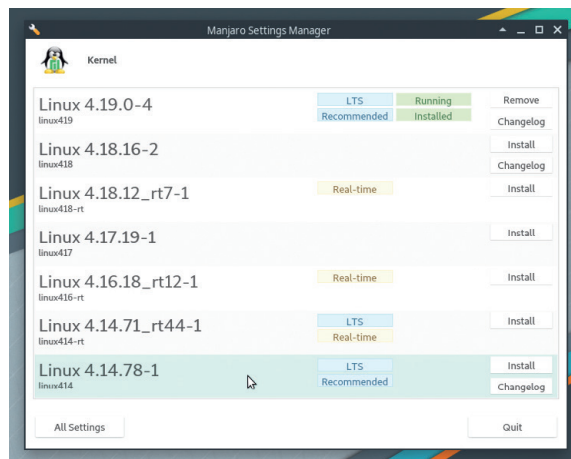 Manjaro Settings Manager
Kernel
Linux 4.19.0-4
linux419
LTS
Running
Recommended
Installed
Remove
Changelog
Linux 4.18.16-2
linux418
Install
Changelog
Linux 4.18.12_rt7-1
linux418-rt
Real-time
Install
Linux 4.17.19-1
linux417
Install
Linux 4.16.18_rt12-1
linux416-rt
Real-time
Install
Linux 4.14.71_rt44-1
linux414-rt
LTS
Real-time
Install
Linux 4.14.78-1
linux414
LTS
Recommended
Install
Changelog
All Settings
Quit